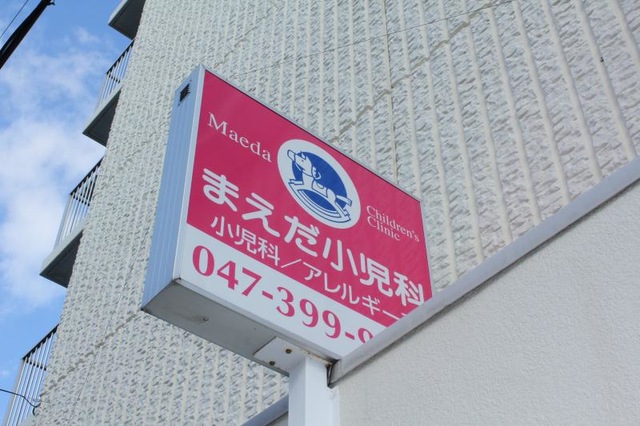 Maeda
Children's
Clinic
まえだ小児科
小児科／アレルギー
047-399-